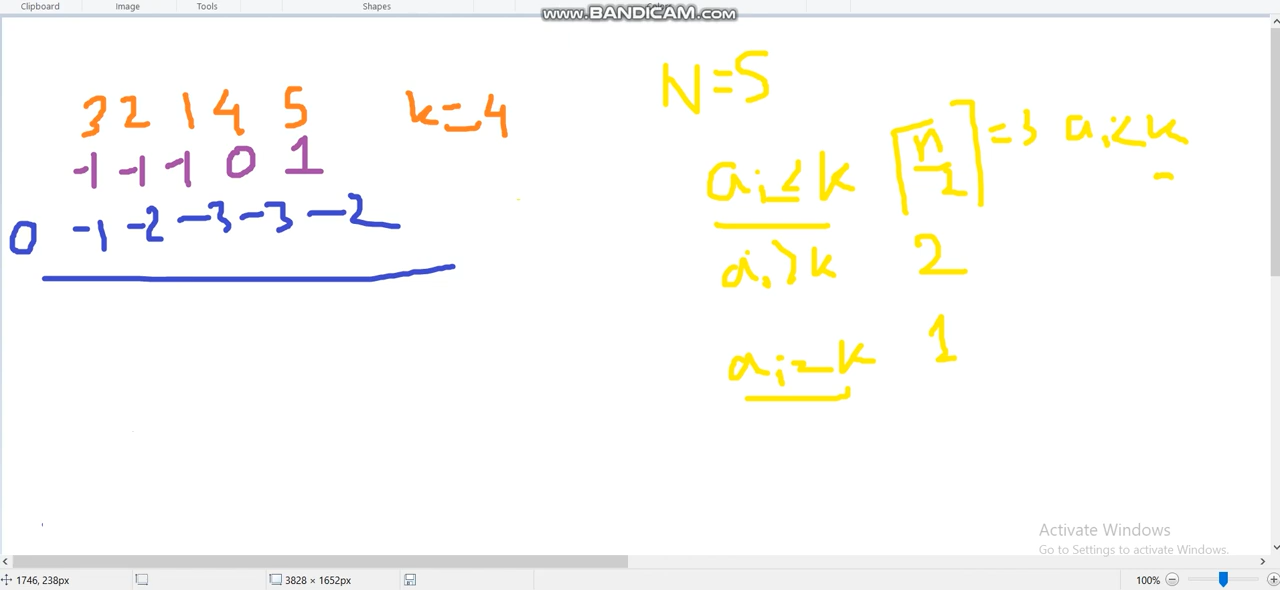 Clipboard Image Tools Shapes
www.BANDICAM.com
3 2 1 4 5 k=4
-1 -1 -1 0 1
0 -1 -2 -3 -3 -2
N=5
ai≤k ⌈n/2⌉=3 ai≤k
ai>k 2
ai=k 1
Activate Windows
Go to Settings to activate Windows.
1746, 238px 3828 × 1652px 100%